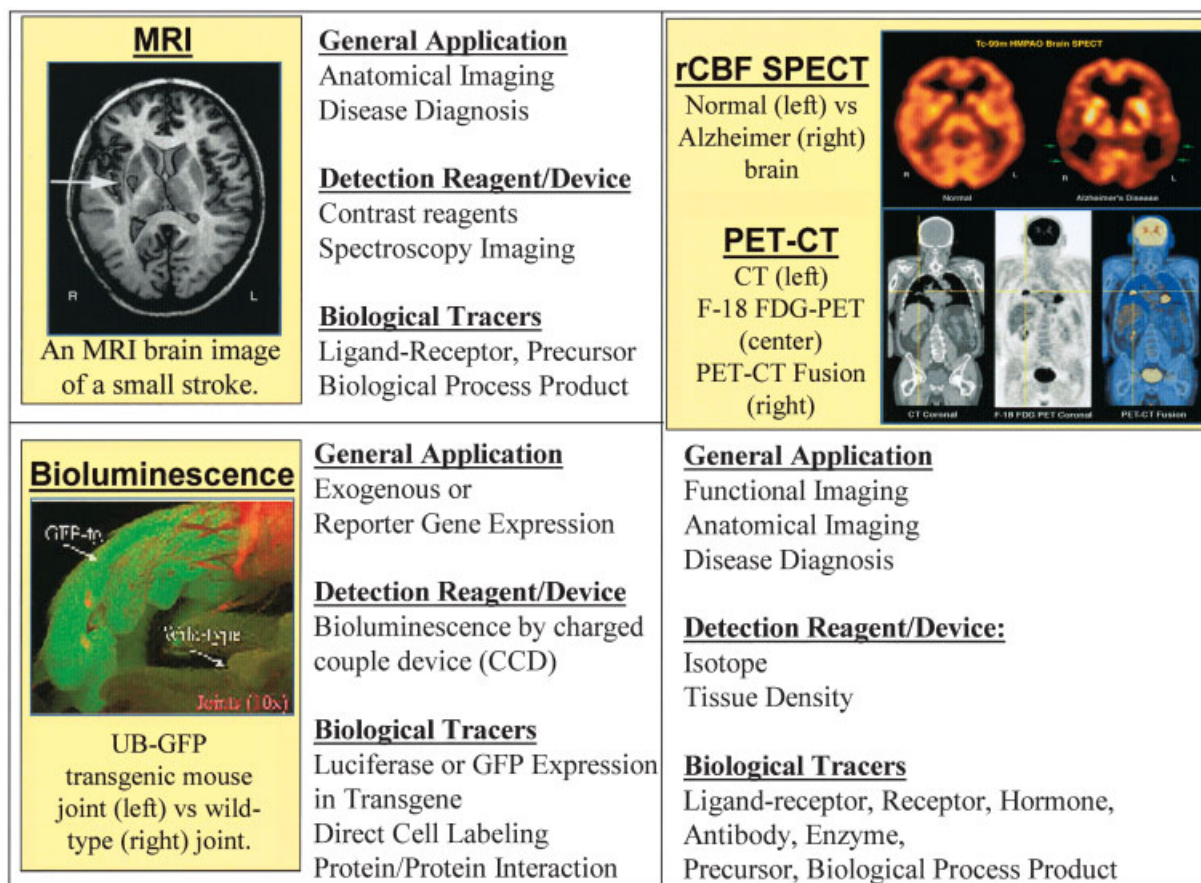 MRI
R
L
An MRI brain image
of a small stroke.
General Application
Anatomical Imaging
Disease Diagnosis
Detection Reagent/Device
Contrast reagents
Spectroscopy Imaging
Biological Tracers
Ligand-Receptor, Precursor
Biological Process Product
rCBF SPECT
Normal (left) vs
Alzheimer (right)
brain
Tc-99m HMPAO Brain SPECT
R
L
R
L
Normal
Alzheimer's Disease
PET-CT
CT (left)
F-18 FDG-PET
(center)
PET-CT Fusion
(right)
CT Coronal
F-18 FDG PET Coronal
PET-CT Fusion
Bioluminescence
GFP-tg
Wild-type
Joints (10x)
UB-GFP
transgenic mouse
joint (left) vs wild-
type (right) joint.
General Application
Exogenous or
Reporter Gene Expression
Detection Reagent/Device
Bioluminescence by charged
couple device (CCD)
Biological Tracers
Luciferase or GFP Expression
in Transgene
Direct Cell Labeling
Protein/Protein Interaction
General Application
Functional Imaging
Anatomical Imaging
Disease Diagnosis
Detection Reagent/Device:
Isotope
Tissue Density
Biological Tracers
Ligand-receptor, Receptor, Hormone,
Antibody, Enzyme,
Precursor, Biological Process Product